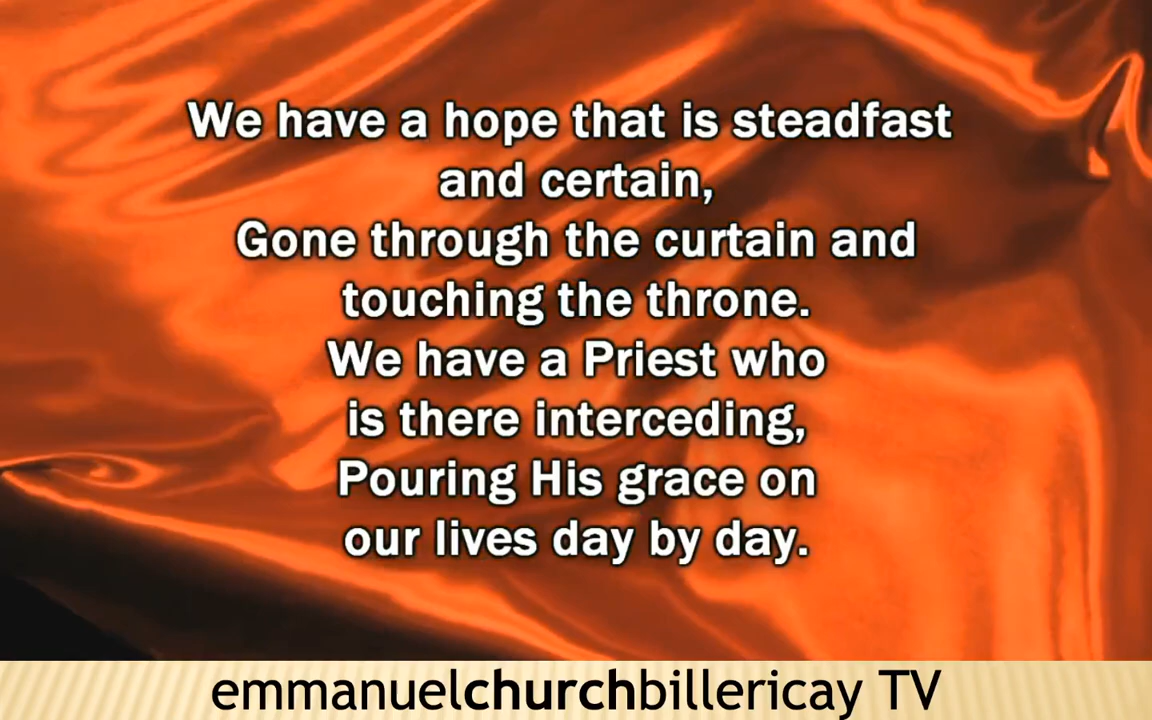 We have a hope that is steadfast
and certain,
Gone through the curtain and
touching the throne.
We have a Priest who
is there interceding,
Pouring His grace on
our lives day by day.
emmanuelchurchbillericay TV